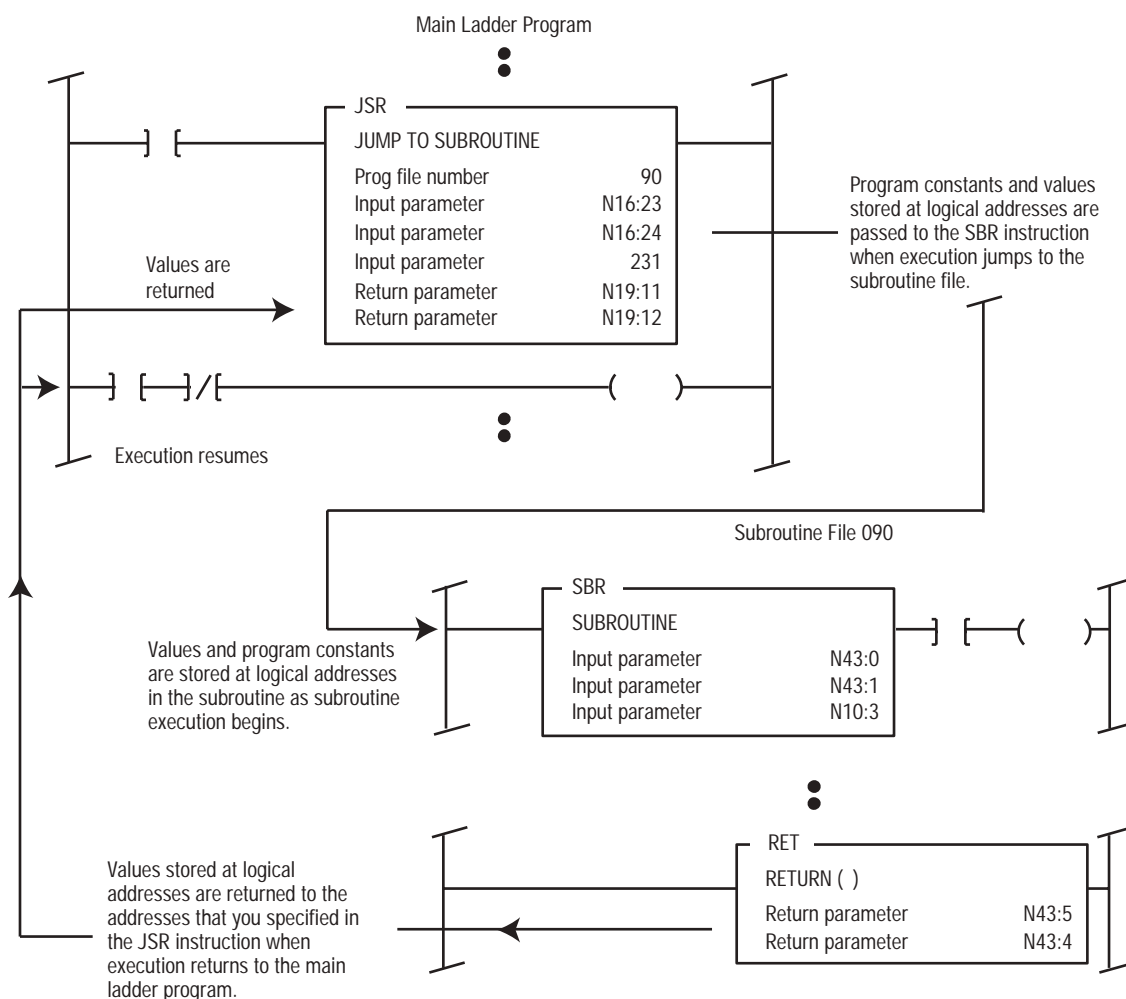 Main Ladder Program
JSR
JUMP TO SUBROUTINE
Prog file number 90
Input parameter N16:23
Input parameter N16:24
Input parameter 231
Return parameter N19:11
Return parameter N19:12
Program constants and values
stored at logical addresses are
passed to the SBR instruction
when execution jumps to the
subroutine file.
Values are
returned
Execution resumes
Subroutine File 090
SBR
SUBROUTINE
Input parameter N43:0
Input parameter N43:1
Input parameter N10:3
Values and program constants
are stored at logical addresses
in the subroutine as subroutine
execution begins.
RET
RETURN ( )
Return parameter N43:5
Return parameter N43:4
Values stored at logical
addresses are returned to the
addresses that you specified in
the JSR instruction when
execution returns to the main
ladder program.